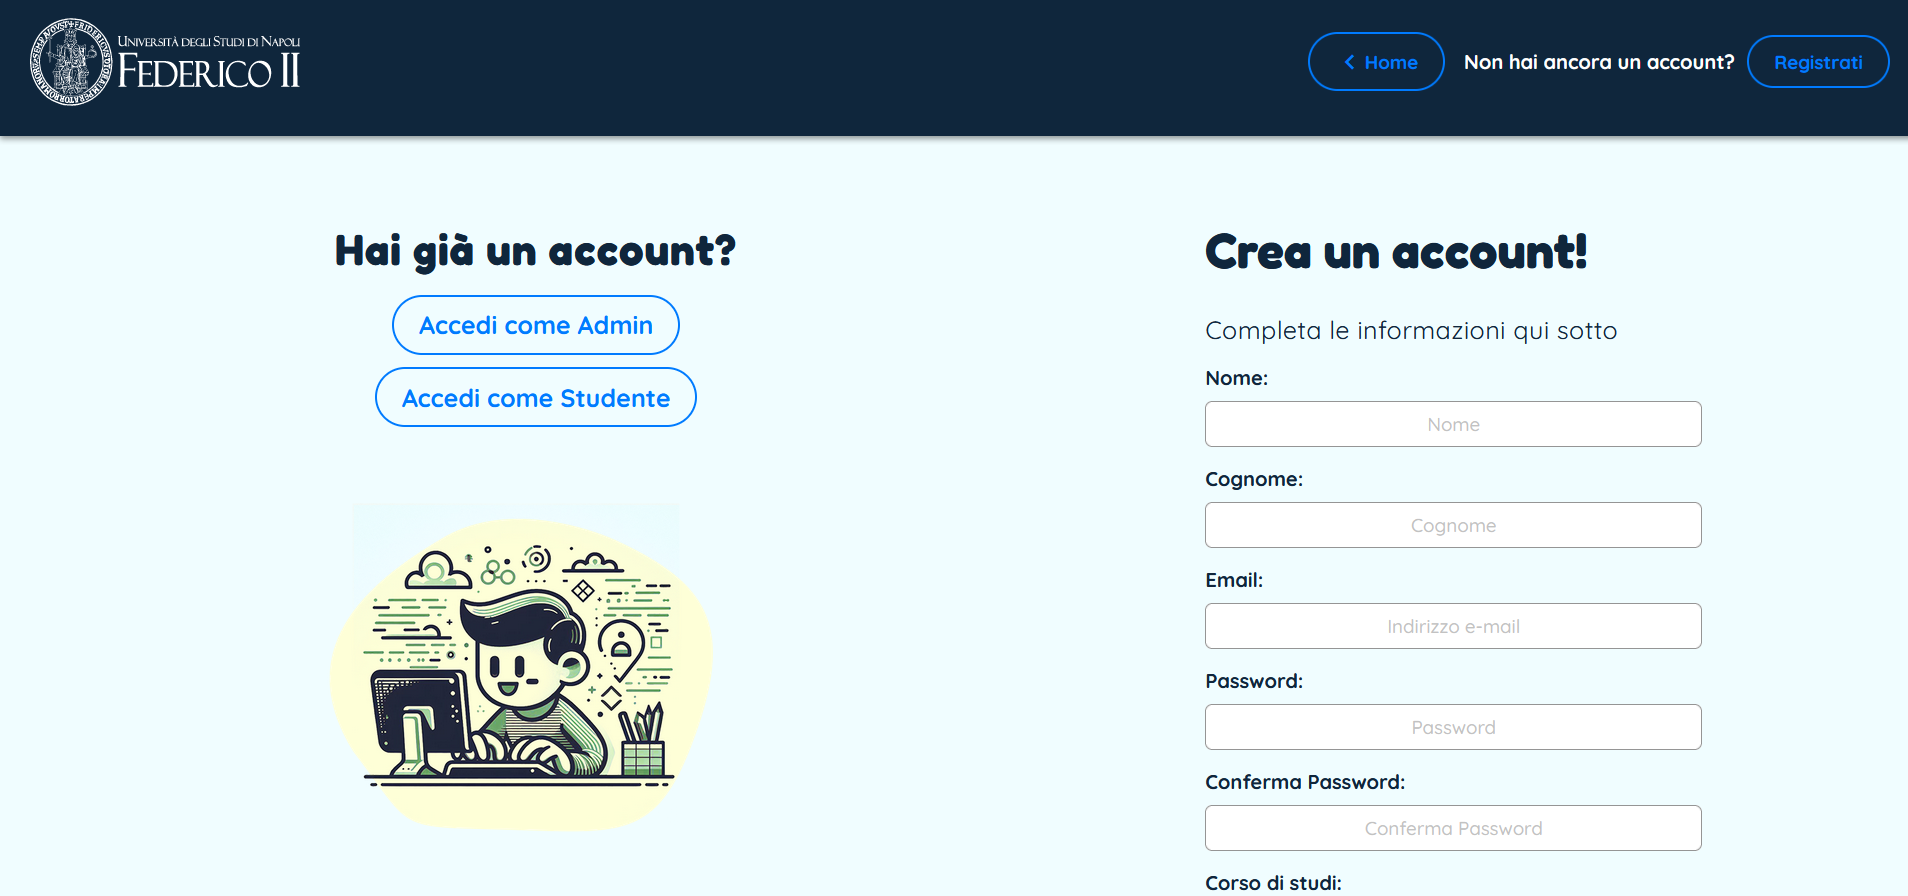 Università degli Studi di Napoli
Federico II
Home
Non hai ancora un account?
Registrati
Hai già un account?
Accedi come Admin
Accedi come Studente
Crea un account!
Completa le informazioni qui sotto
Nome:
Nome
Cognome:
Cognome
Email:
Indirizzo e-mail
Password:
Password
Conferma Password:
Conferma Password
Corso di studi: